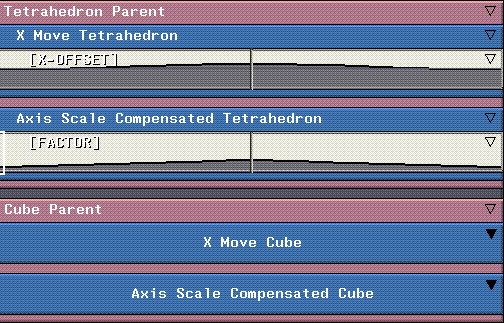 Tetrahedron Parent
X Move Tetrahedron
[X-OFFSET]
Axis Scale Compensated Tetrahedron
[FACTOR]
Cube Parent
X Move Cube
Axis Scale Compensated Cube